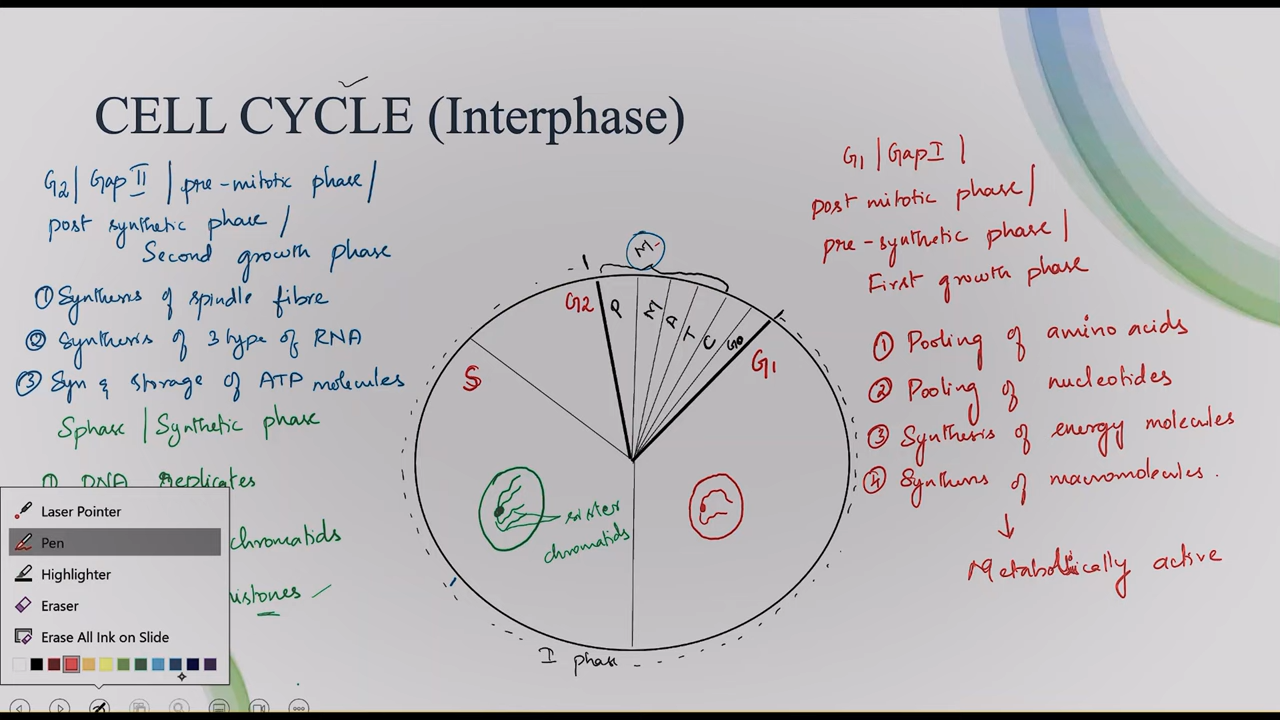 CELL CYCLE (Interphase)
G2 | Gap II | pre-mitotic phase /
post synthetic phase /
Second growth phase
① Synthesis of spindle fibre
② Synthesis of 3 type of RNA
③ Syn & storage of ATP molecules
Sphase | Synthetic phase
① DNA Replicates
chromatids
histones
Laser Pointer
Pen
Highlighter
Eraser
Erase All Ink on Slide
M
G2
P
M
A
T
C
G0
G1
S
sister
chromatids
I phase
G1 | Gap I |
post mitotic phase /
pre-synthetic phase |
First growth phase
① Pooling of amino acids
② Pooling of nucleotides
③ Synthesis of energy molecules
④ Synthesis of macromolecules.
Metabolically active